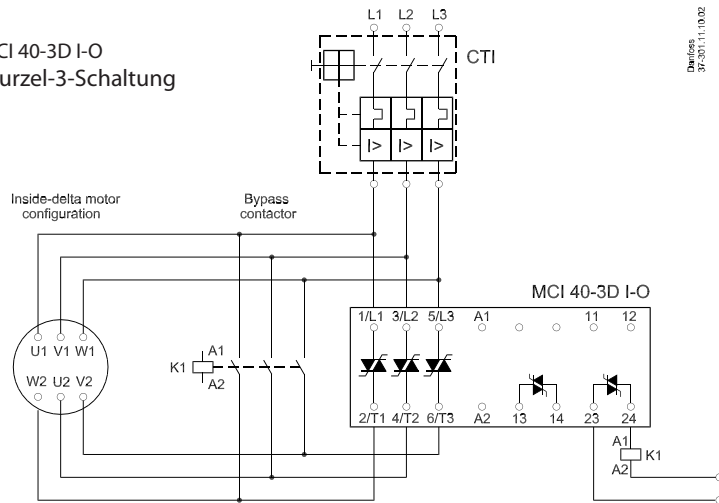 L1 L2 L3
CI 40-3D I-O
urzel-3-Schaltung
CTI
Danfoss
37-301.11.10.02
I> I> I>
Inside-delta motor
configuration
Bypass
contactor
MCI 40-3D I-O
1/L1 3/L2 5/L3 A1 11 12
U1 V1 W1
W2 U2 V2
A1
K1
A2
2/T1 4/T2 6/T3 A2 13 14 23 24
A1
K1
A2